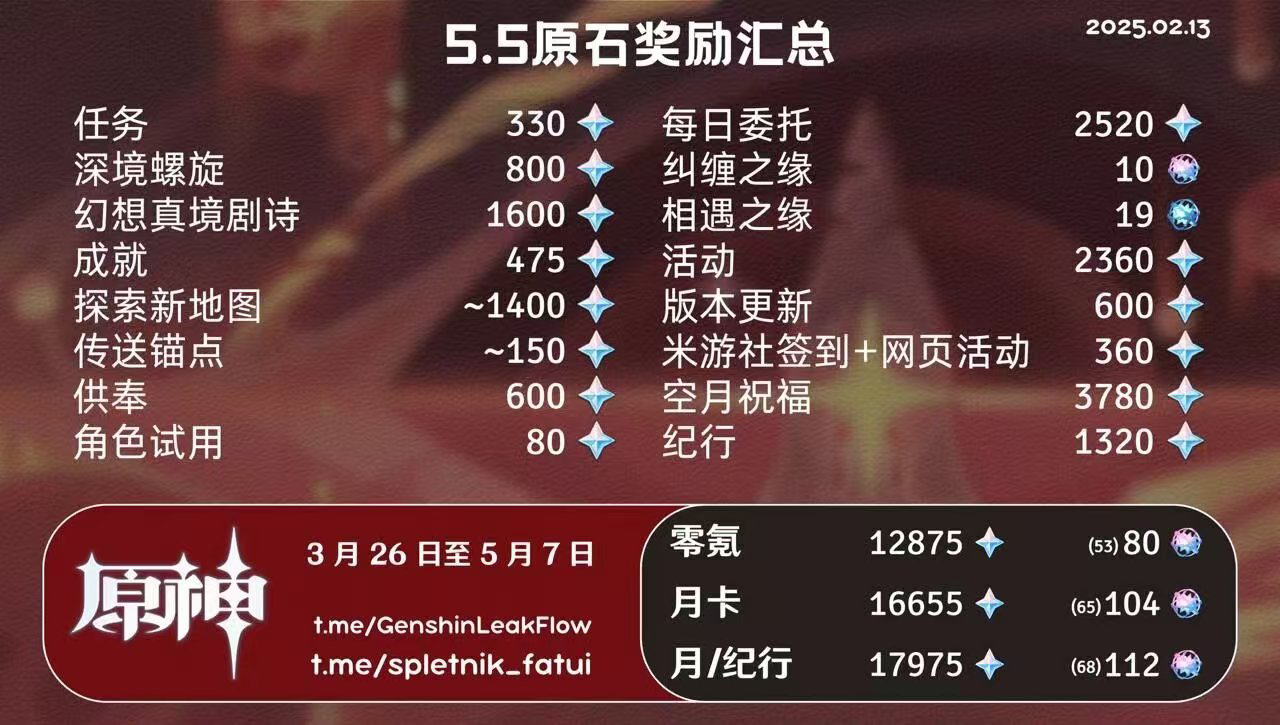 5.5原石奖励汇总
2025.02.13
任务 330
深境螺旋 800
幻想真境剧诗 1600
成就 475
探索新地图 ~1400
传送锚点 ~150
供奉 600
角色试用 80
每日委托 2520
纠缠之缘 10
相遇之缘 19
活动 2360
版本更新 600
米游社签到+网页活动 360
空月祝福 3780
纪行 1320
原神
3 月 26 日至 5 月 7 日
t.me/GenshinLeakFlow
t.me/spletnik_fatui
零氪 12875 (53) 80
月卡 16655 (65) 104
月/纪行 17975 (68) 112